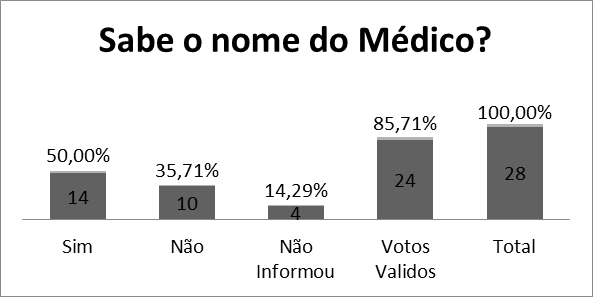 Sabe o nome do Médico?
50,00%
35,71%
14,29%
85,71%
100,00%
14
10
4
24
28
Sim
Não
Não Informou
Votos Validos
Total